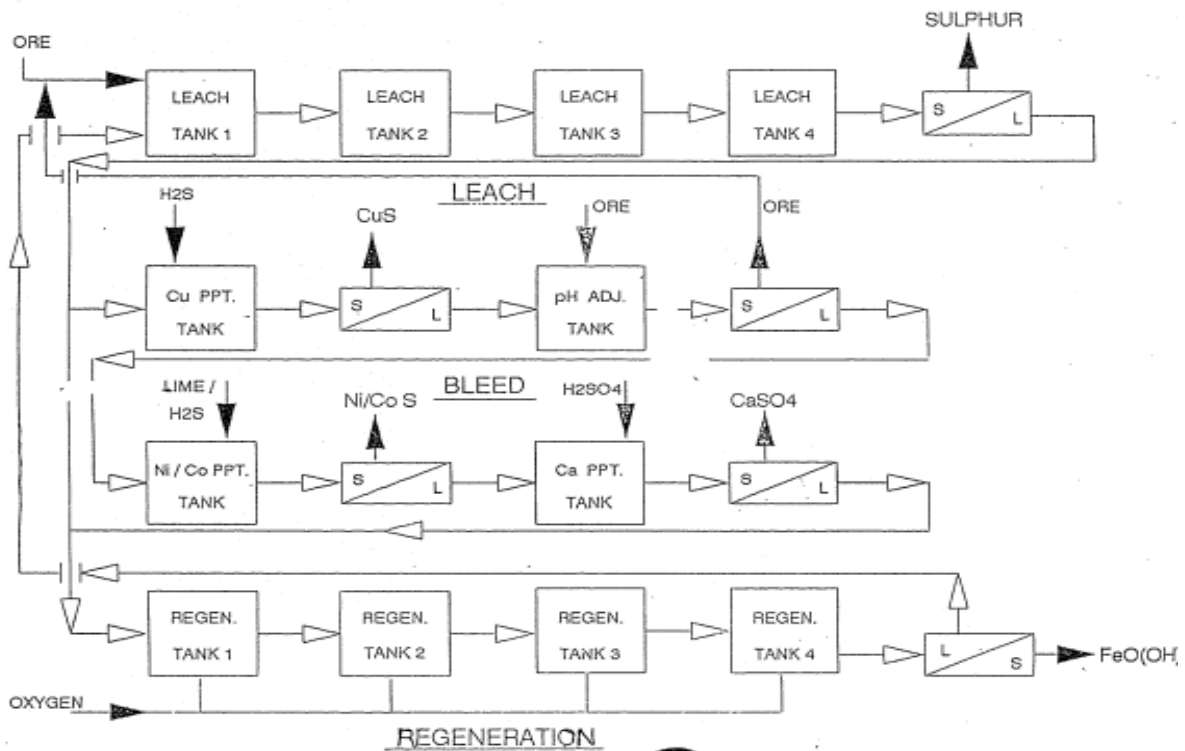 SULPHUR
ORE
LEACH
TANK 1
LEACH
TANK 2
LEACH
TANK 3
LEACH
TANK 4
S
L
LEACH
H2S
CuS
ORE
ORE
Cu PPT.
TANK
S
L
pH ADJ.
TANK
S
L
BLEED
LIME /
H2S
Ni/Co S
H2SO4
CaSO4
Ni / Co PPT.
TANK
S
L
Ca PPT.
TANK
S
L
REGEN.
TANK 1
REGEN.
TANK 2
REGEN.
TANK 3
REGEN.
TANK 4
L
S
FeO(OH)
OXYGEN
REGENERATION